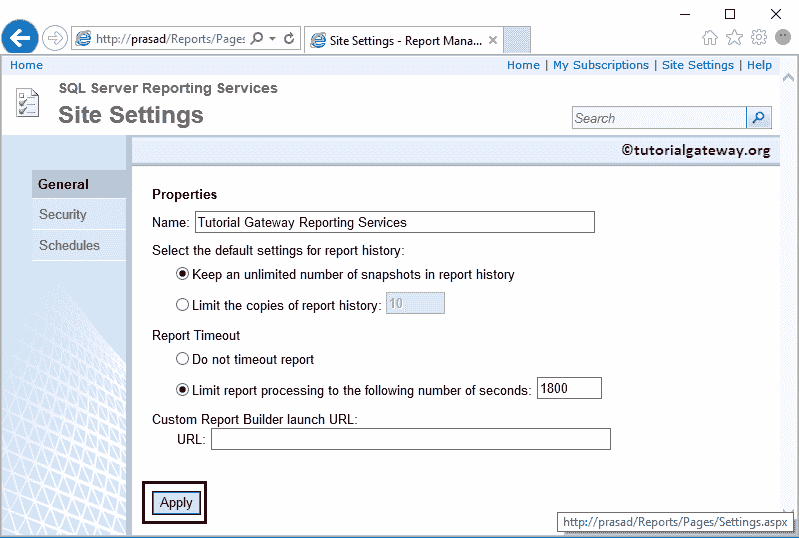 http://prasad/Reports/Pages
Site Settings - Report Mana...
Home
Home | My Subscriptions | Site Settings | Help
SQL Server Reporting Services
Site Settings
Search
©tutorialgateway.org
General
Security
Schedules
Properties
Name: Tutorial Gateway Reporting Services
Select the default settings for report history:
Keep an unlimited number of snapshots in report history
Limit the copies of report history: 10
Report Timeout
Do not timeout report
Limit report processing to the following number of seconds: 1800
Custom Report Builder launch URL:
URL:
Apply
http://prasad/Reports/Pages/Settings.aspx